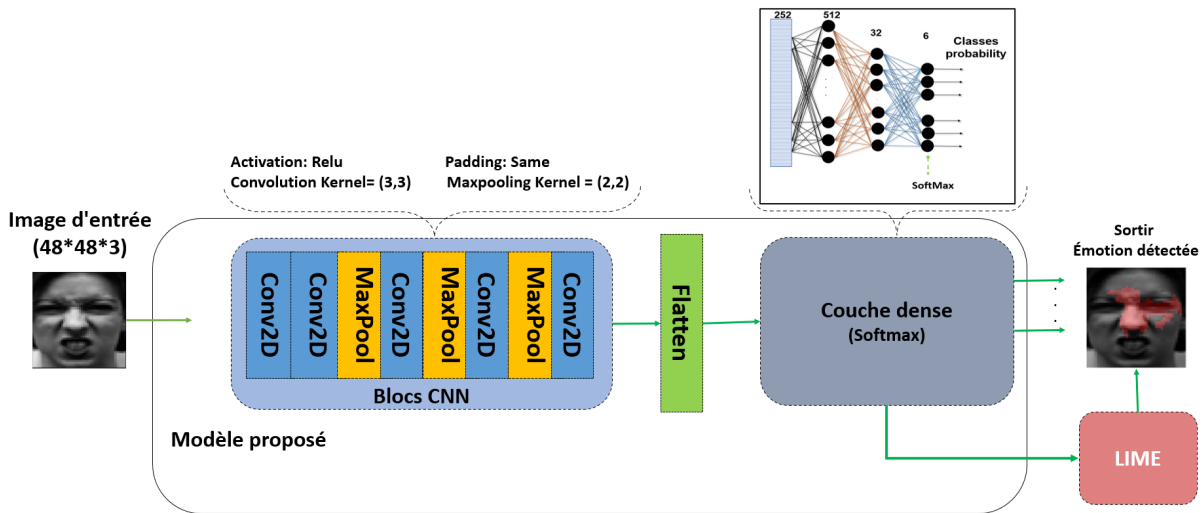 252
512
32
6
Classes
probability
SoftMax
Activation: Relu
Convolution Kernel= (3,3)
Padding: Same
Maxpooling Kernel = (2,2)
Image d'entrée
(48*48*3)
Conv2D
Conv2D
MaxPool
Conv2D
MaxPool
Conv2D
MaxPool
Conv2D
Blocs CNN
Flatten
Couche dense
(Softmax)
Sortir
Émotion détectée
Modèle proposé
LIME